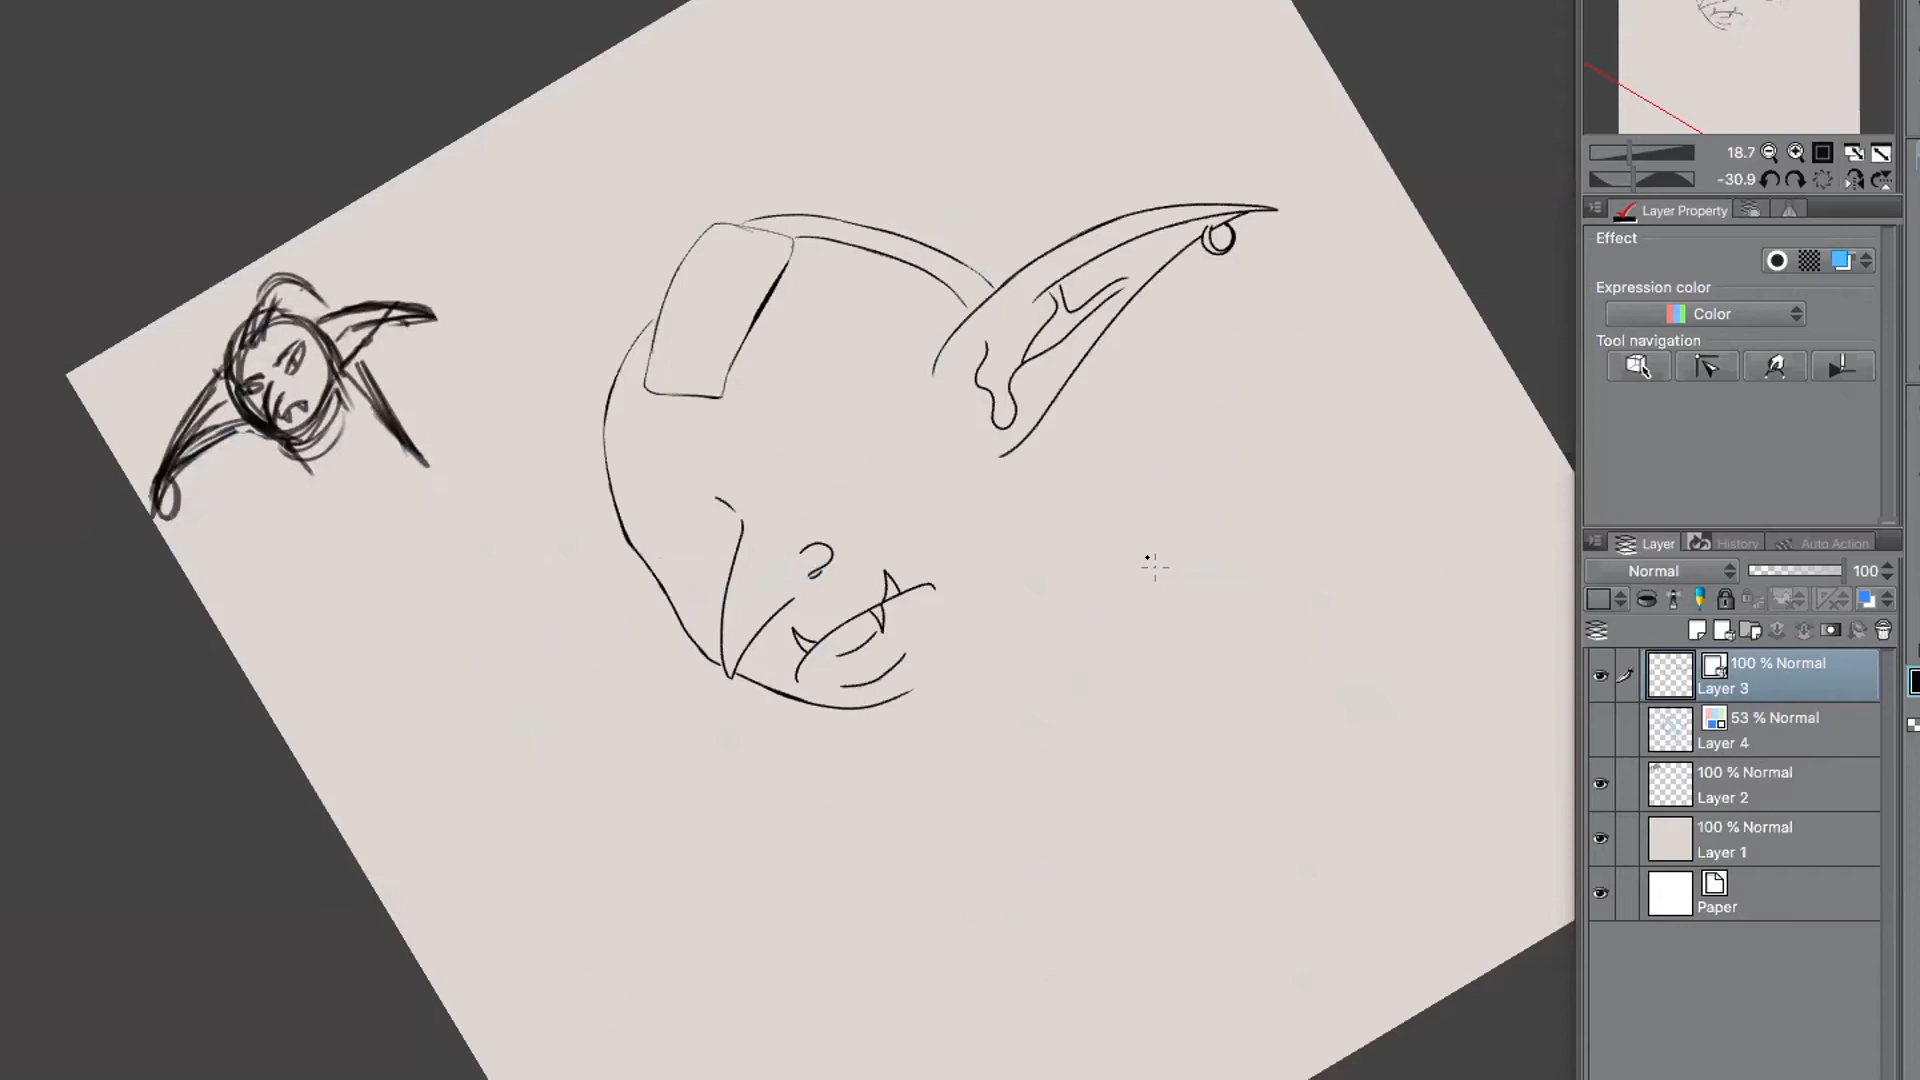 18.7
-30.9
Layer Property
Effect
Expression color
Color
Tool navigation
Layer
History
Auto Action
Normal
100
100 % Normal
Layer 3
53 % Normal
Layer 4
100 % Normal
Layer 2
100 % Normal
Layer 1
Paper